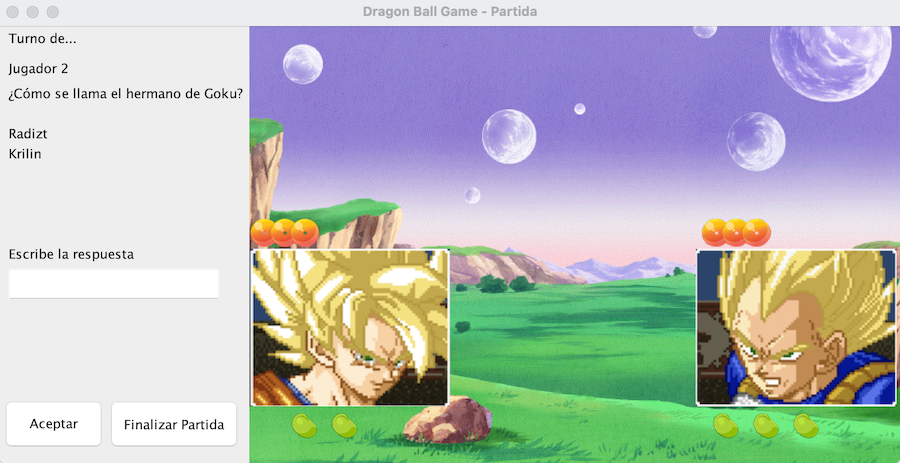 Dragon Ball Game - Partida
Turno de...
Jugador 2
¿Cómo se llama el hermano de Goku?
Radizt
Krilin
Escribe la respuesta
Aceptar
Finalizar Partida